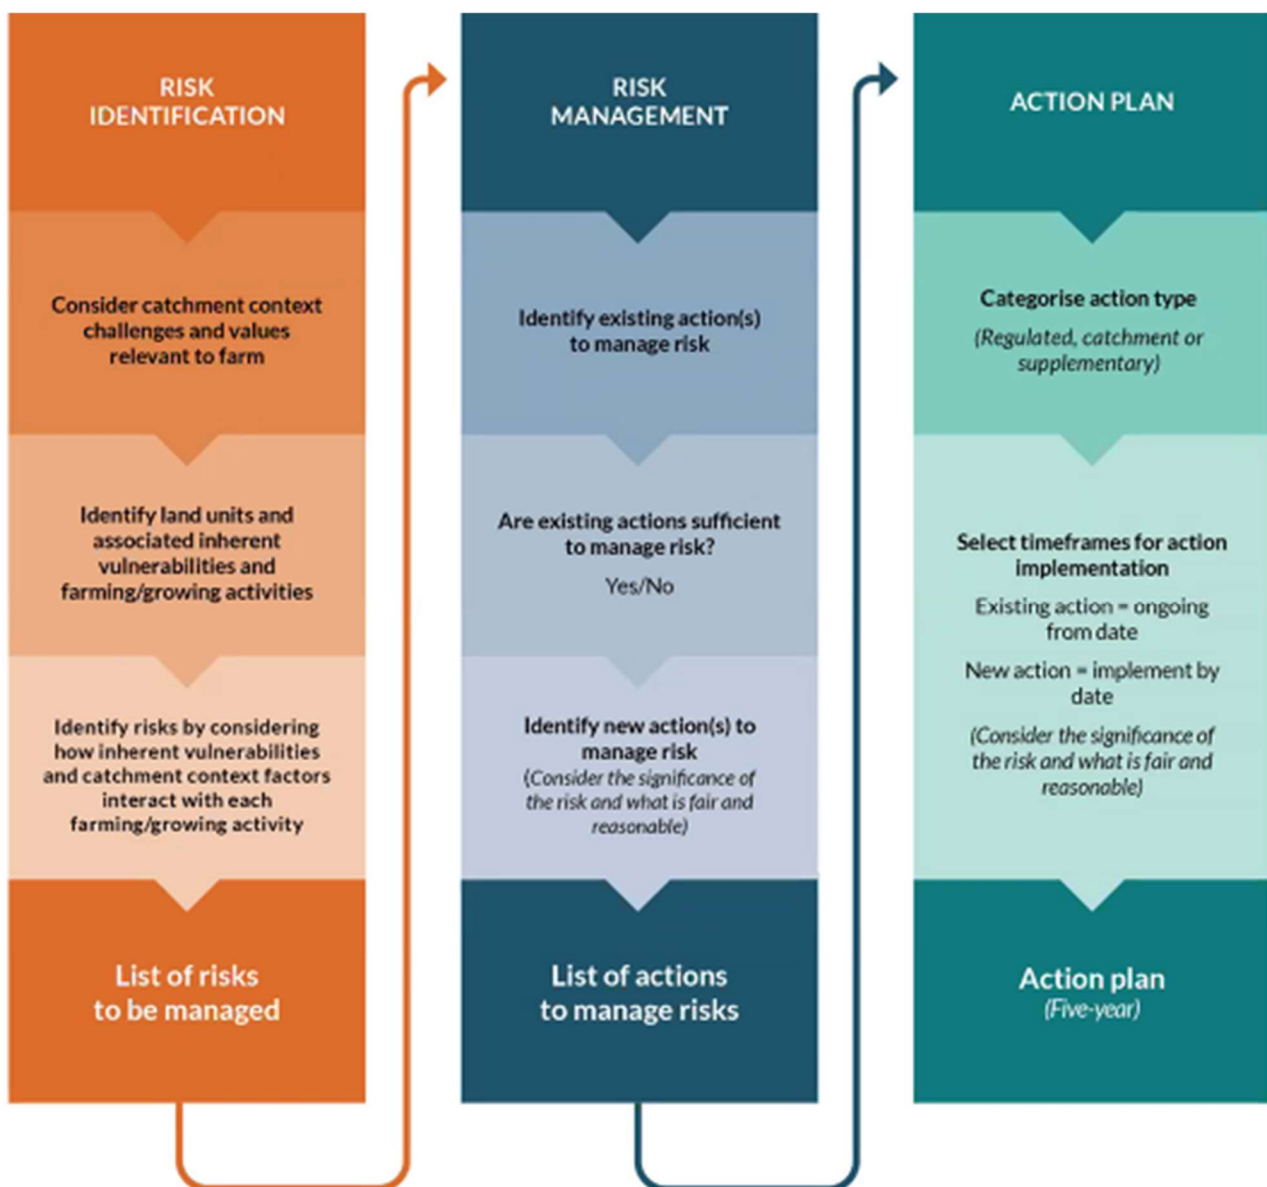 RISK
IDENTIFICATION
Consider catchment context
challenges and values
relevant to farm
Identify land units and
associated inherent
vulnerabilities and
farming/growing activities
Identify risks by considering
how inherent vulnerabilities
and catchment context factors
interact with each
farming/growing activity
List of risks
to be managed
RISK
MANAGEMENT
Identify existing action(s)
to manage risk
Are existing actions sufficient
to manage risk?
Yes/No
Identify new action(s) to
manage risk
(Consider the significance of
the risk and what is fair and
reasonable)
List of actions
to manage risks
ACTION PLAN
Categorise action type
(Regulated, catchment or
supplementary)
Select timeframes for action
implementation
Existing action = ongoing
from date
New action = implement by
date
(Consider the significance of
the risk and what is fair and
reasonable)
Action plan
(Five-year)